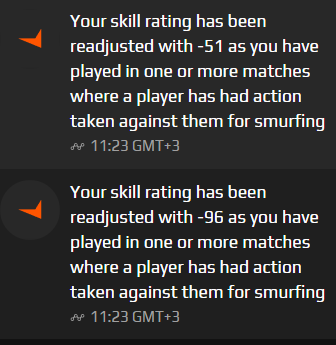 Your skill rating has been
readjusted with -51 as you have
played in one or more matches
where a player has had action
taken against them for smurfing
11:23 GMT+3
Your skill rating has been
readjusted with -96 as you have
played in one or more matches
where a player has had action
taken against them for smurfing
11:23 GMT+3